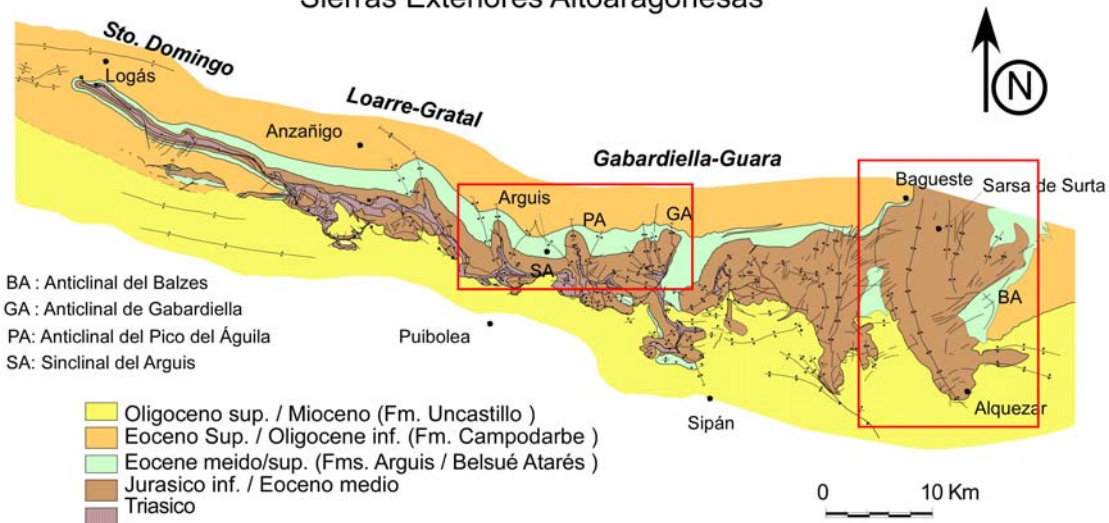 Sierras Exteriores Altoaragonesas
Sto. Domingo
Logás
Loarre-Gratal
Anzañigo
Gabardiella-Guara
N
Bagueste
Sarsa de Surta
Arguis
PA
GA
SA
BA
BA : Anticlinal del Balzes
GA : Anticlinal de Gabardiella
PA: Anticlinal del Pico del Águila
SA: Sinclinal del Arguis
Puibolea
Sipán
Alquezar
Oligoceno sup. / Mioceno (Fm. Uncastillo )
Eoceno Sup. / Oligocene inf. (Fm. Campodarbe )
Eocene meido/sup. (Fms. Arguis / Belsué Atarés )
Jurasico inf. / Eoceno medio
Triasico
0 10 Km